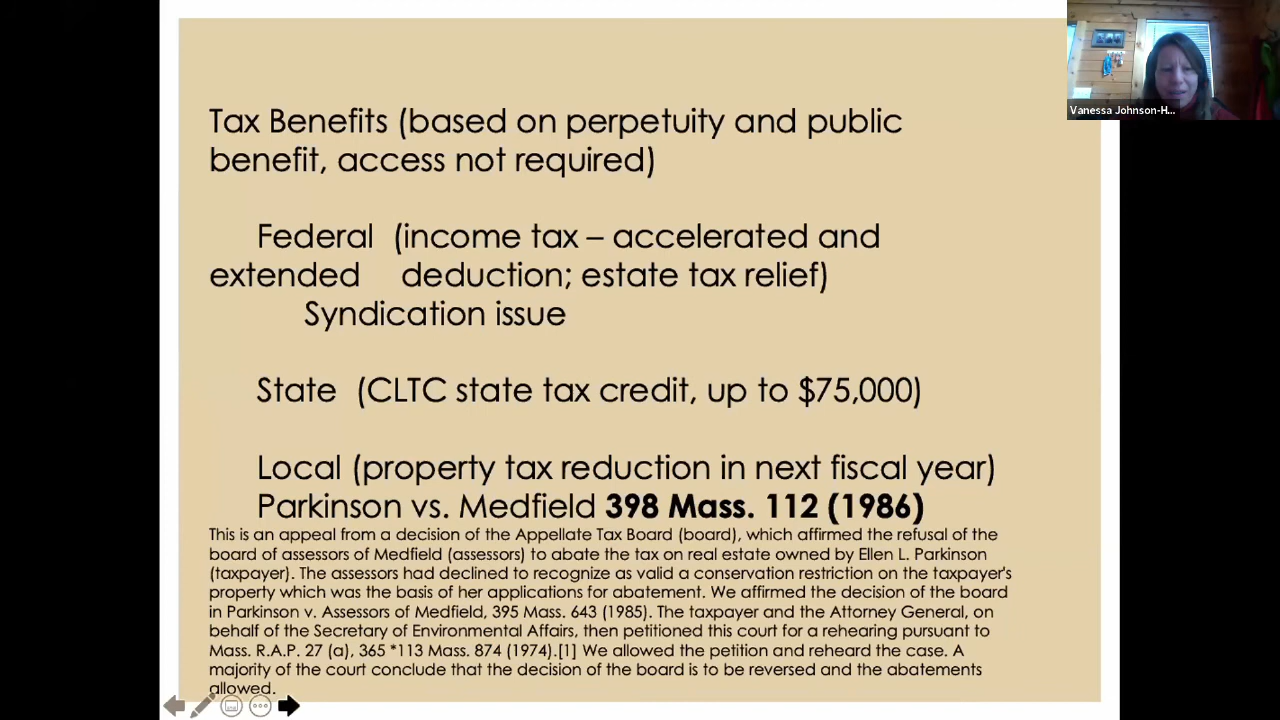 Tax Benefits (based on perpetuity and public
benefit, access not required)
Federal (income tax – accelerated and
extended deduction; estate tax relief)
Syndication issue
State (CLTC state tax credit, up to $75,000)
Local (property tax reduction in next fiscal year)
Parkinson vs. Medfield 398 Mass. 112 (1986)
This is an appeal from a decision of the Appellate Tax Board (board), which affirmed the refusal of the
board of assessors of Medfield (assessors) to abate the tax on real estate owned by Ellen L. Parkinson
(taxpayer). The assessors had declined to recognize as valid a conservation restriction on the taxpayer's
property which was the basis of her applications for abatement. We affirmed the decision of the board
in Parkinson v. Assessors of Medfield, 395 Mass. 643 (1985). The taxpayer and the Attorney General, on
behalf of the Secretary of Environmental Affairs, then petitioned this court for a rehearing pursuant to
Mass. R.A.P. 27 (a), 365 *113 Mass. 874 (1974).[1] We allowed the petition and reheard the case. A
majority of the court conclude that the decision of the board is to be reversed and the abatements
allowed.
Vanessa Johnson-H...